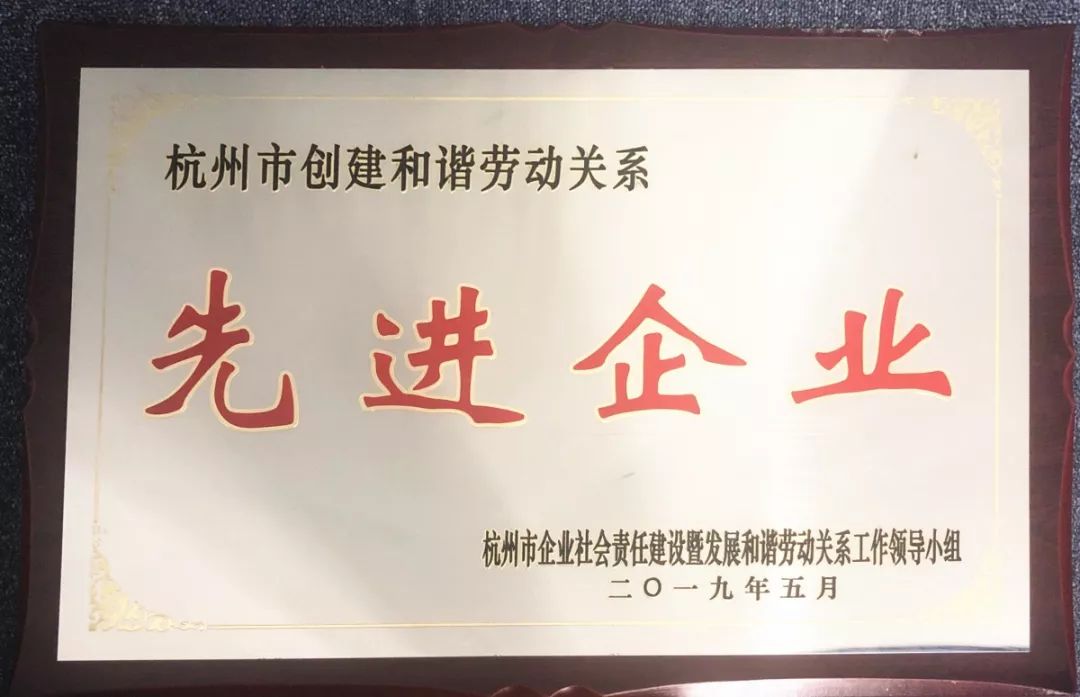 杭州市创建和谐劳动关系
先进企业
杭州市企业社会责任建设暨发展和谐劳动关系工作领导小组
二〇一九年五月